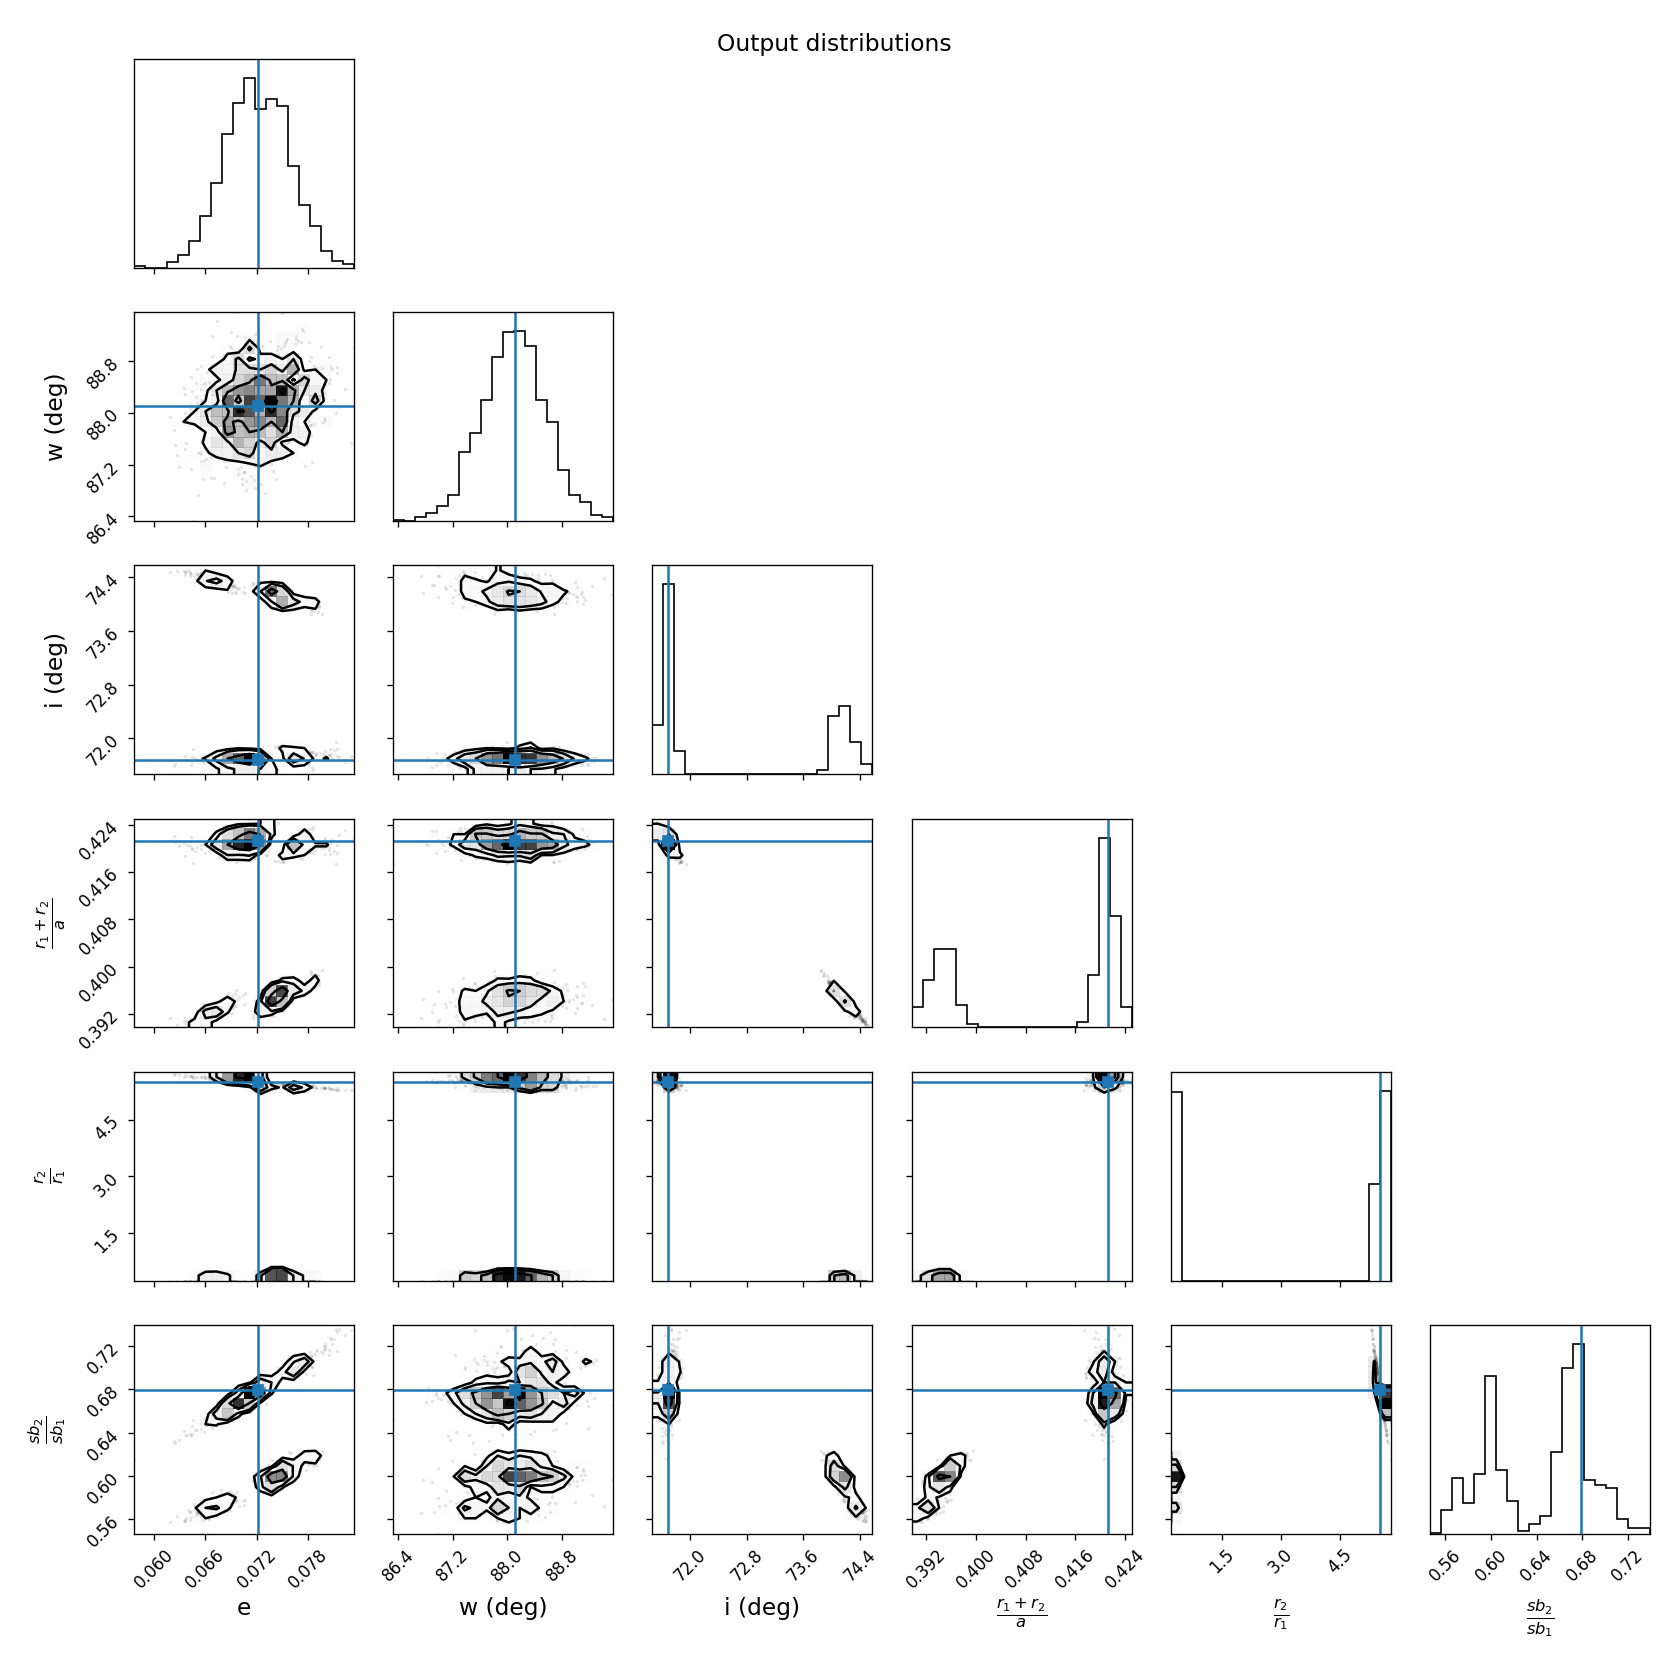 Output distributions
w (deg)
88.8
88.0
87.2
86.4
i (deg)
74.4
73.6
72.8
72.0
r₁ + r₂
a
0.424
0.416
0.408
0.400
0.392
r₂
r₁
4.5
3.0
1.5
sb₂
sb₁
0.72
0.68
0.64
0.60
0.56
0.060 0.066 0.072 0.078
86.4 87.2 88.0 88.8
72.0 72.8 73.6 74.4
0.392 0.400 0.408 0.416 0.424
1.5 3.0 4.5
0.56 0.60 0.64 0.68 0.72
e
w (deg)
i (deg)
r₁ + r₂
a
r₂
r₁
sb₂
sb₁